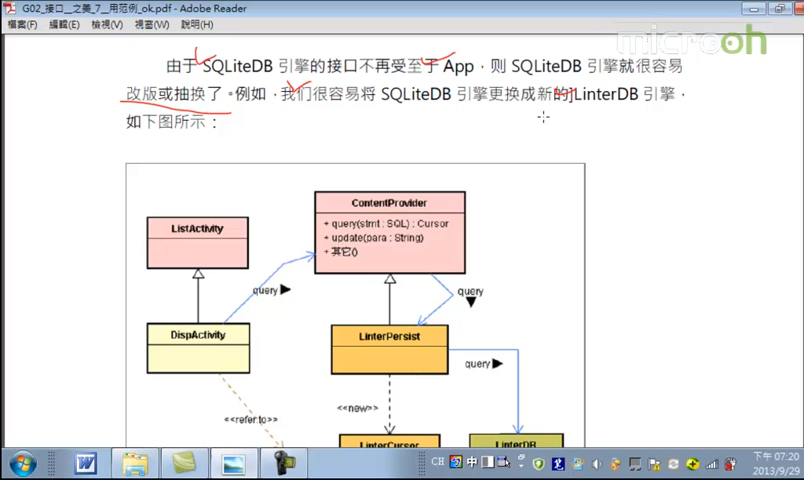 G02_接口__之美_7__用范例_ok.pdf - Adobe Reader
檔案(F) 編輯(E) 檢視(V) 視窗(W) 說明(H)
microoh
由于 SQLiteDB 引擎的接口不再受至于 App，则 SQLiteDB 引擎就很容易
改版或抽换了。例如，我们很容易将 SQLiteDB 引擎更换成新的 LinterDB 引擎，
如下图所示：
ContentProvider
+ query(stmt : SQL) : Cursor
+ update(para : String)
+ 其它()
ListActivity
query
query
DispActivity
LinterPersist
query
<<new>>
<<refer to>>
LinterCursor
LinterDB
CH
中
下午 07:20
2013/9/29